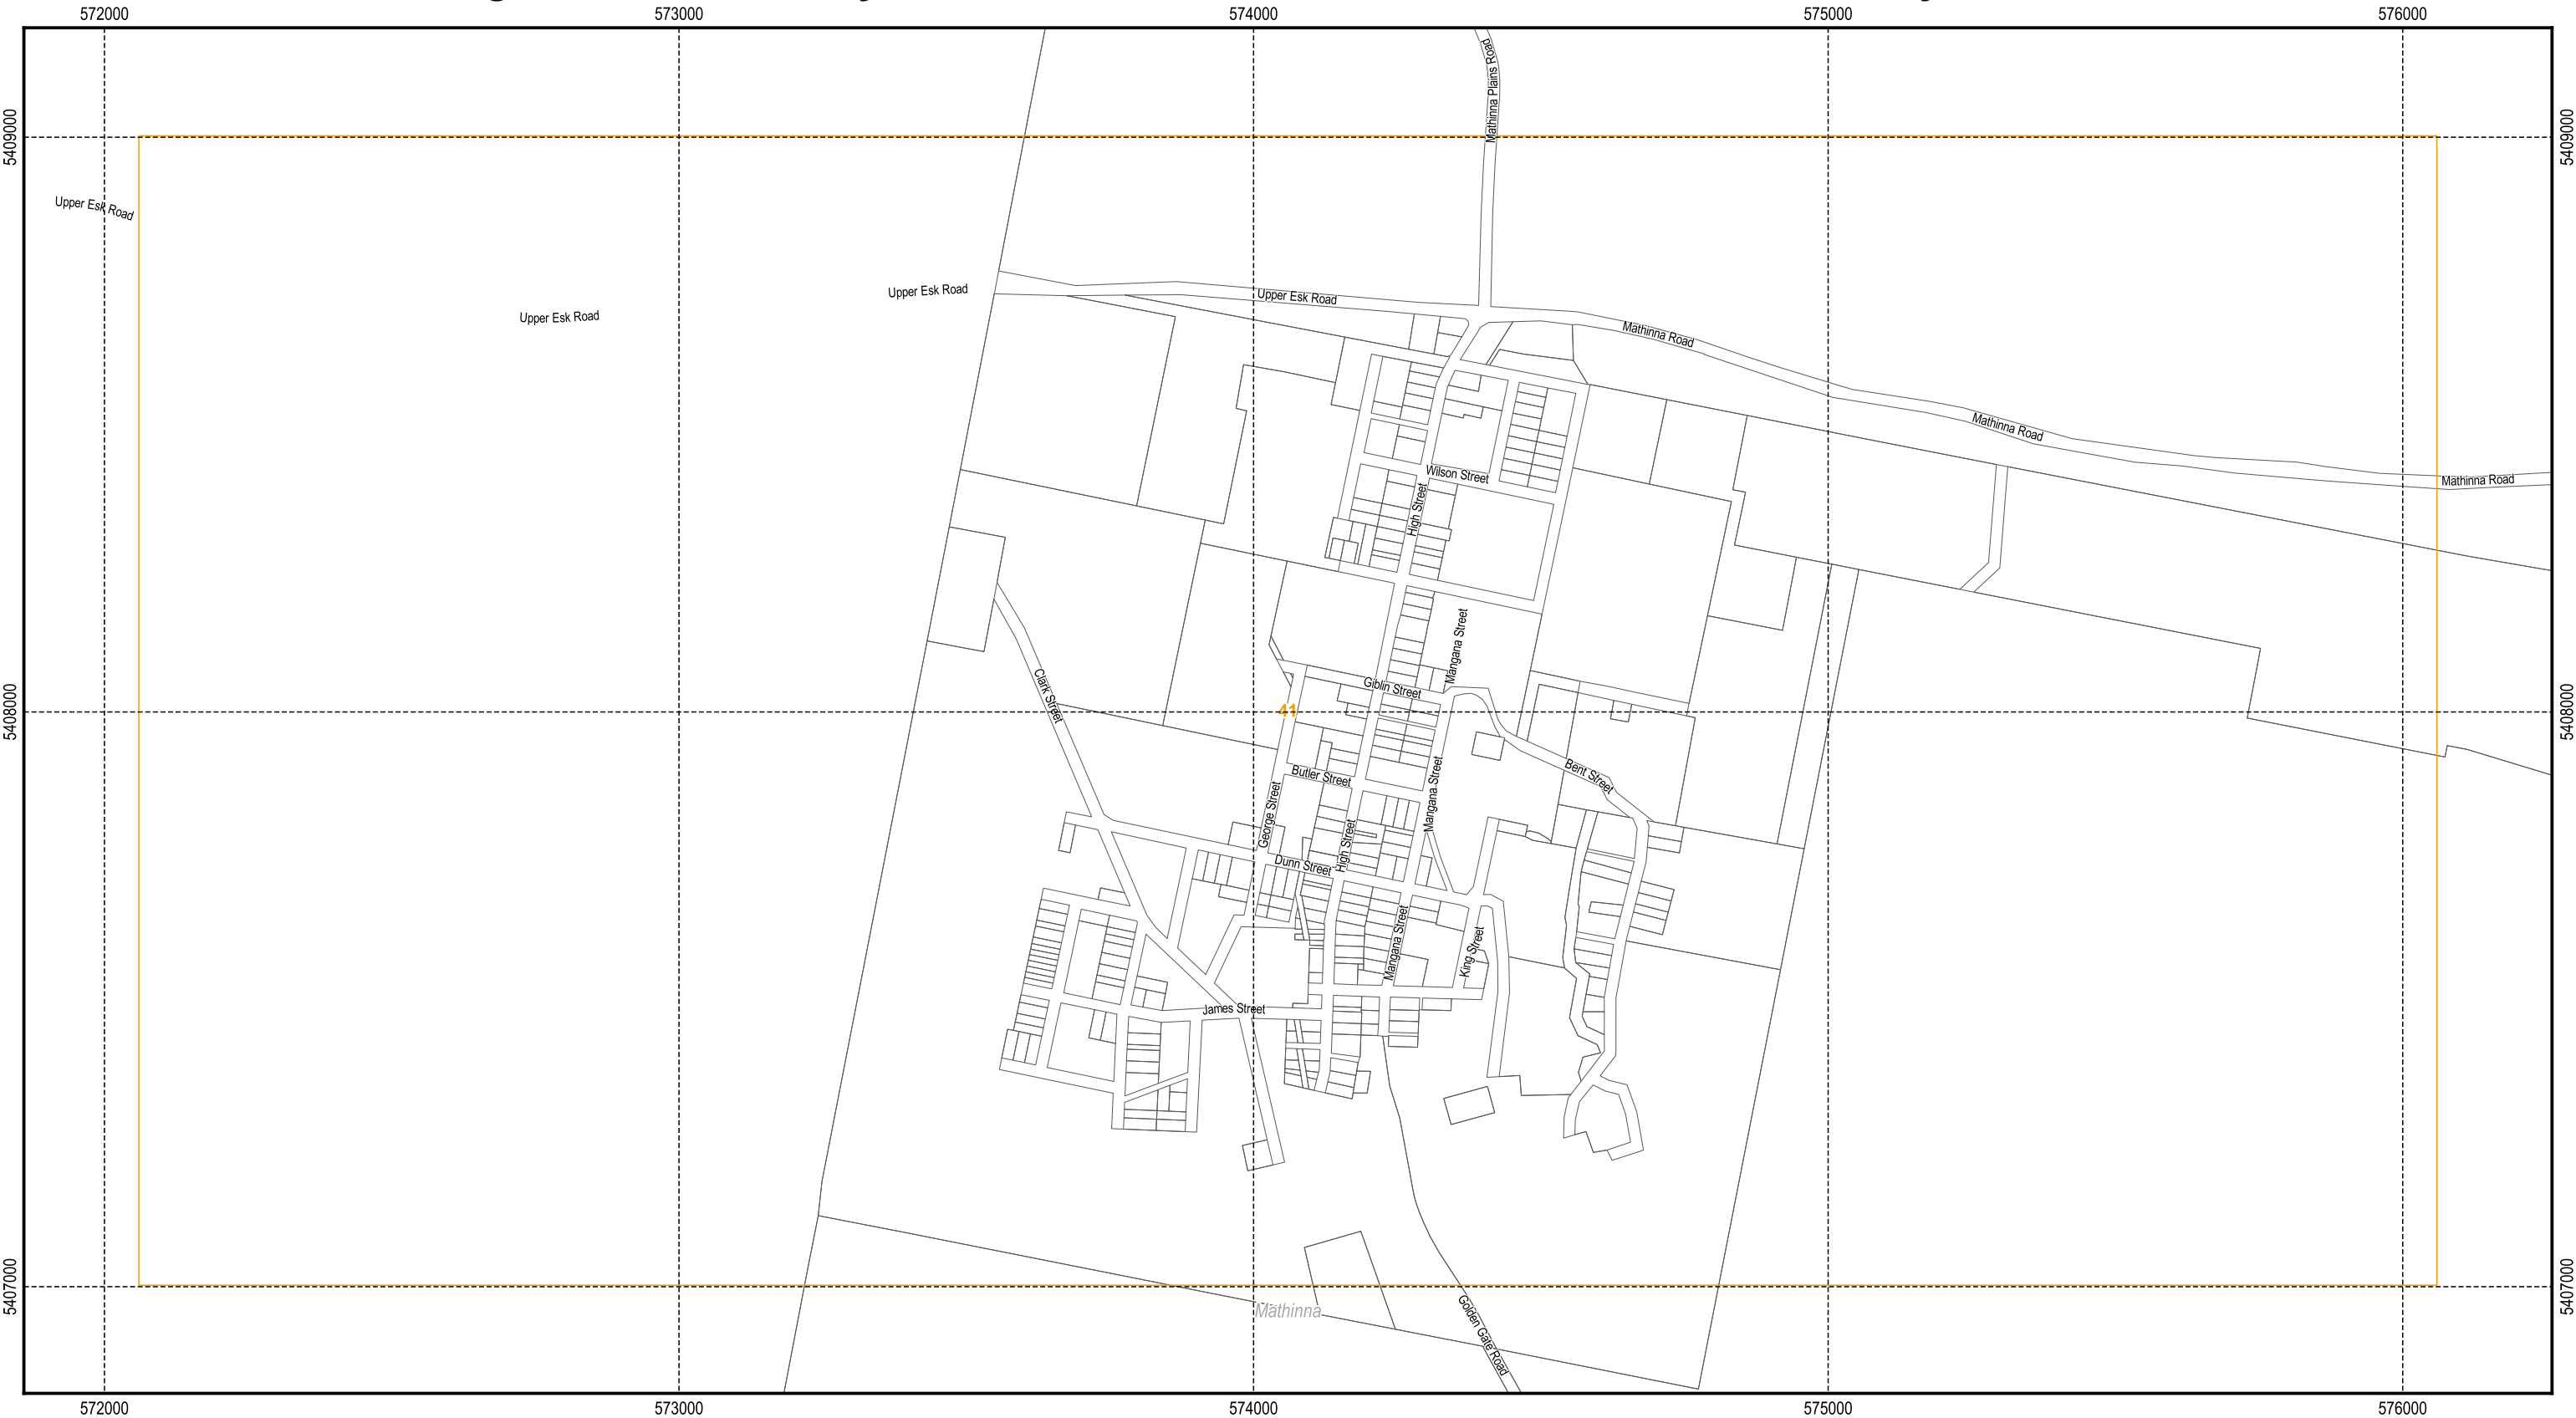 572000
573000
574000
575000
576000
Mathinna Plains Road
5409000
5409000
Upper Esk Road
Upper Esk Road
Upper Esk Road
Upper Esk Road
Mathinna Road
Mathinna Road
Mathinna Road
Wilson Street
High Street
Mangana Street
Giblin Street
Clark Street
5408000
41
5408000
Butler Street
Bent Street
George Street
Mangana Street
High Street
Dunn Street
Mangana Street
King Street
James Street
5407000
5407000
Mathinna
Golden Gate Road
572000
573000
574000
575000
576000